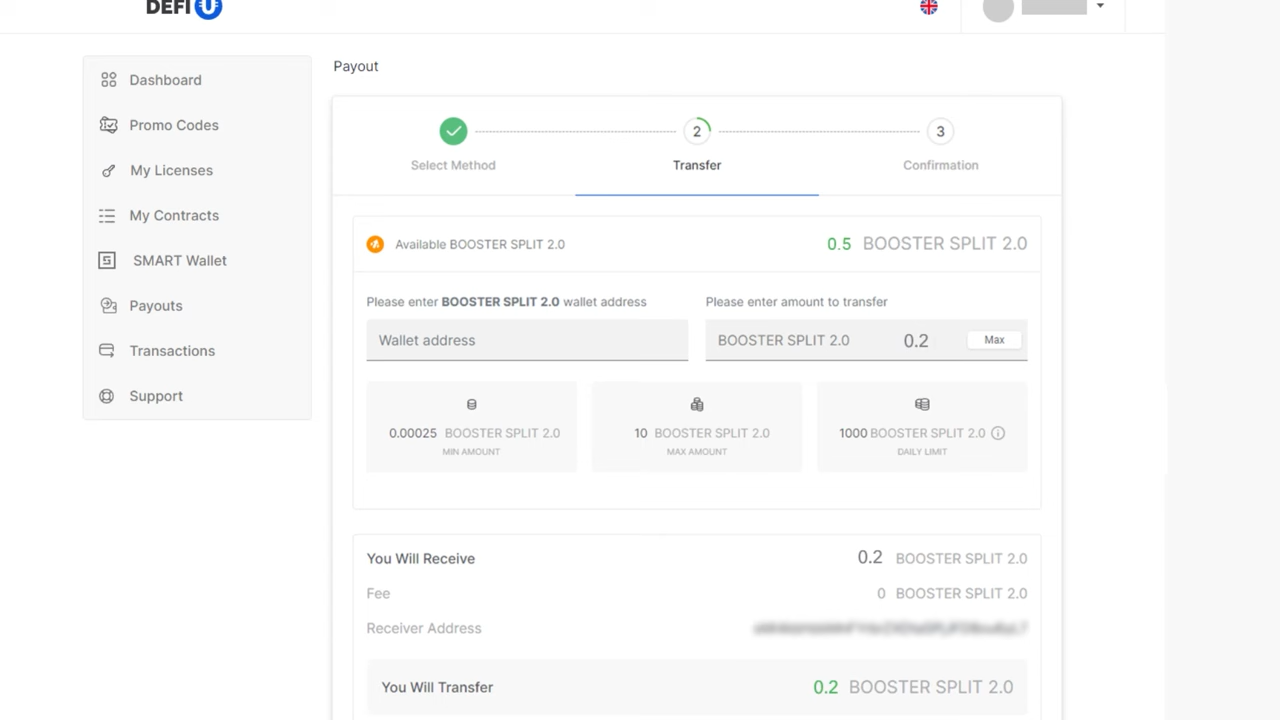 DEFI U
Dashboard
Promo Codes
My Licenses
My Contracts
SMART Wallet
Payouts
Transactions
Support
Payout
2
3
Select Method
Transfer
Confirmation
Available BOOSTER SPLIT 2.0
0.5 BOOSTER SPLIT 2.0
Please enter BOOSTER SPLIT 2.0 wallet address
Wallet address
Please enter amount to transfer
BOOSTER SPLIT 2.0 0.2 Max
0.00025 BOOSTER SPLIT 2.0
MIN AMOUNT
10 BOOSTER SPLIT 2.0
MAX AMOUNT
1000 BOOSTER SPLIT 2.0
DAILY LIMIT
You Will Receive 0.2 BOOSTER SPLIT 2.0
Fee 0 BOOSTER SPLIT 2.0
Receiver Address
You Will Transfer 0.2 BOOSTER SPLIT 2.0